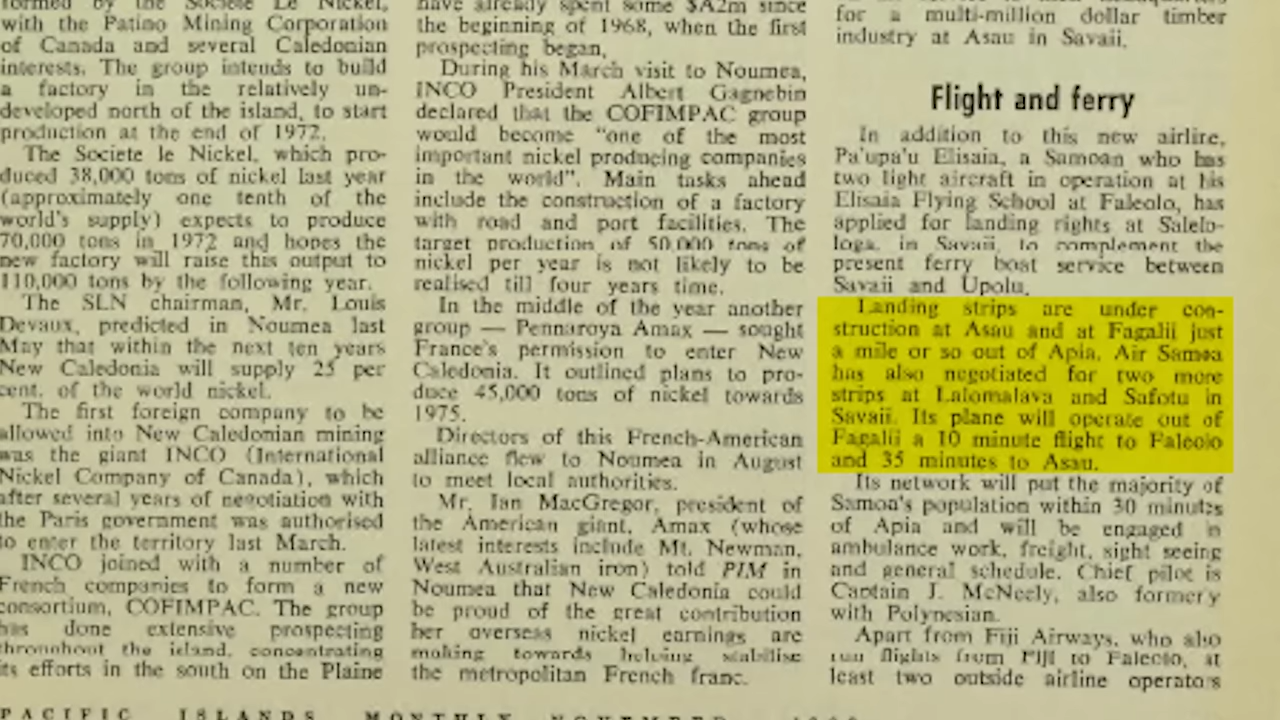 formed by the Societe Le Nickel,
with the Patino Mining Corporation
of Canada and several Caledonian
interests. The group intends to build
a factory in the relatively un-
developed north of the island, to start
production at the end of 1972.
The Societe le Nickel, which pro-
duced 38,000 tons of nickel last year
(approximately one tenth of the
world's supply) expects to produce
70,000 tons in 1972 and hopes the
new factory will raise this output to
110,000 tons by the following year.
The SLN chairman, Mr. Louis
Devaux, predicted in Noumea last
May that within the next ten years
New Caledonia will supply 25 per
cent. of the world nickel.
The first foreign company to be
allowed into New Caledonian mining
was the giant INCO (International
Nickel Company of Canada), which
after several years of negotiation with
the Paris government was authorised
to enter the territory last March.
INCO joined with a number of
French companies to form a new
consortium, COFIMPAC. The group
has done extensive prospecting
throughout the island, concentrating
its efforts in the south on the Plaine
have already spent some $A2m since
the beginning of 1968, when the first
prospecting began.
During his March visit to Noumea,
INCO President Albert Gagnebin
declared that the COFIMPAC group
would become "one of the most
important nickel producing companies
in the world". Main tasks ahead
include the construction of a factory
with road and port facilities. The
target production of 50,000 tons of
nickel per year is not likely to be
realised till four years time.
In the middle of the year another
group — Pennaroya Amax — sought
France's permission to enter New
Caledonia. It outlined plans to pro-
duce 45,000 tons of nickel towards
1975.
Directors of this French-American
alliance flew to Noumea in August
to meet local authorities.
Mr. Ian MacGregor, president of
the American giant, Amax (whose
latest interests include Mt. Newman,
West Australian iron) told PIM in
Noumea that New Caledonia could
be proud of the great contribution
her overseas nickel earnings are
making towards helping stabilise
the metropolitan French franc.
for a multi-million dollar timber
industry at Asau in Savaii.
Flight and ferry
In addition to this new airline,
Pa'upa'u Elisaia, a Samoan who has
two light aircraft in operation at his
Elisaia Flying School at Faleolo, has
applied for landing rights at Salelo-
loga, in Savaii, to complement the
present ferry boat service between
Savaii and Upolu.
Landing strips are under con-
struction at Asau and at Fagalii just
a mile or so out of Apia. Air Samoa
has also negotiated for two more
strips at Lalomalava and Safotu in
Savaii. Its plane will operate out of
Fagalii a 10 minute flight to Faleolo
and 35 minutes to Asau.
Its network will put the majority of
Samoa's population within 30 minutes
of Apia and will be engaged in
ambulance work, freight, sight seeing
and general schedule. Chief pilot is
Captain J. McNeely, also formerly
with Polynesian.
Apart from Fiji Airways, who also
run flights from Fiji to Faleolo, at
least two outside airline operators
PACIFIC ISLANDS MONTHLY NOVEMBER